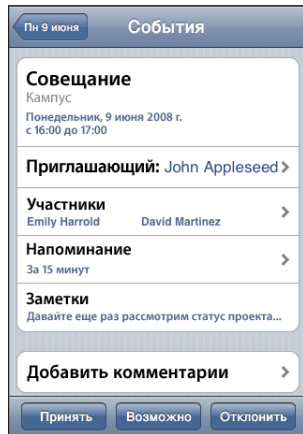 Пн 9 июня
События
Совещание
Кампус
Понедельник, 9 июня 2008 г.
с 16:00 до 17:00
Приглашающий: John Appleseed
Участники
Emily Harrold David Martinez
Напоминание
За 15 минут
Заметки
Давайте еще раз рассмотрим статус проекта...
Добавить комментарии
Принять Возможно Отклонить